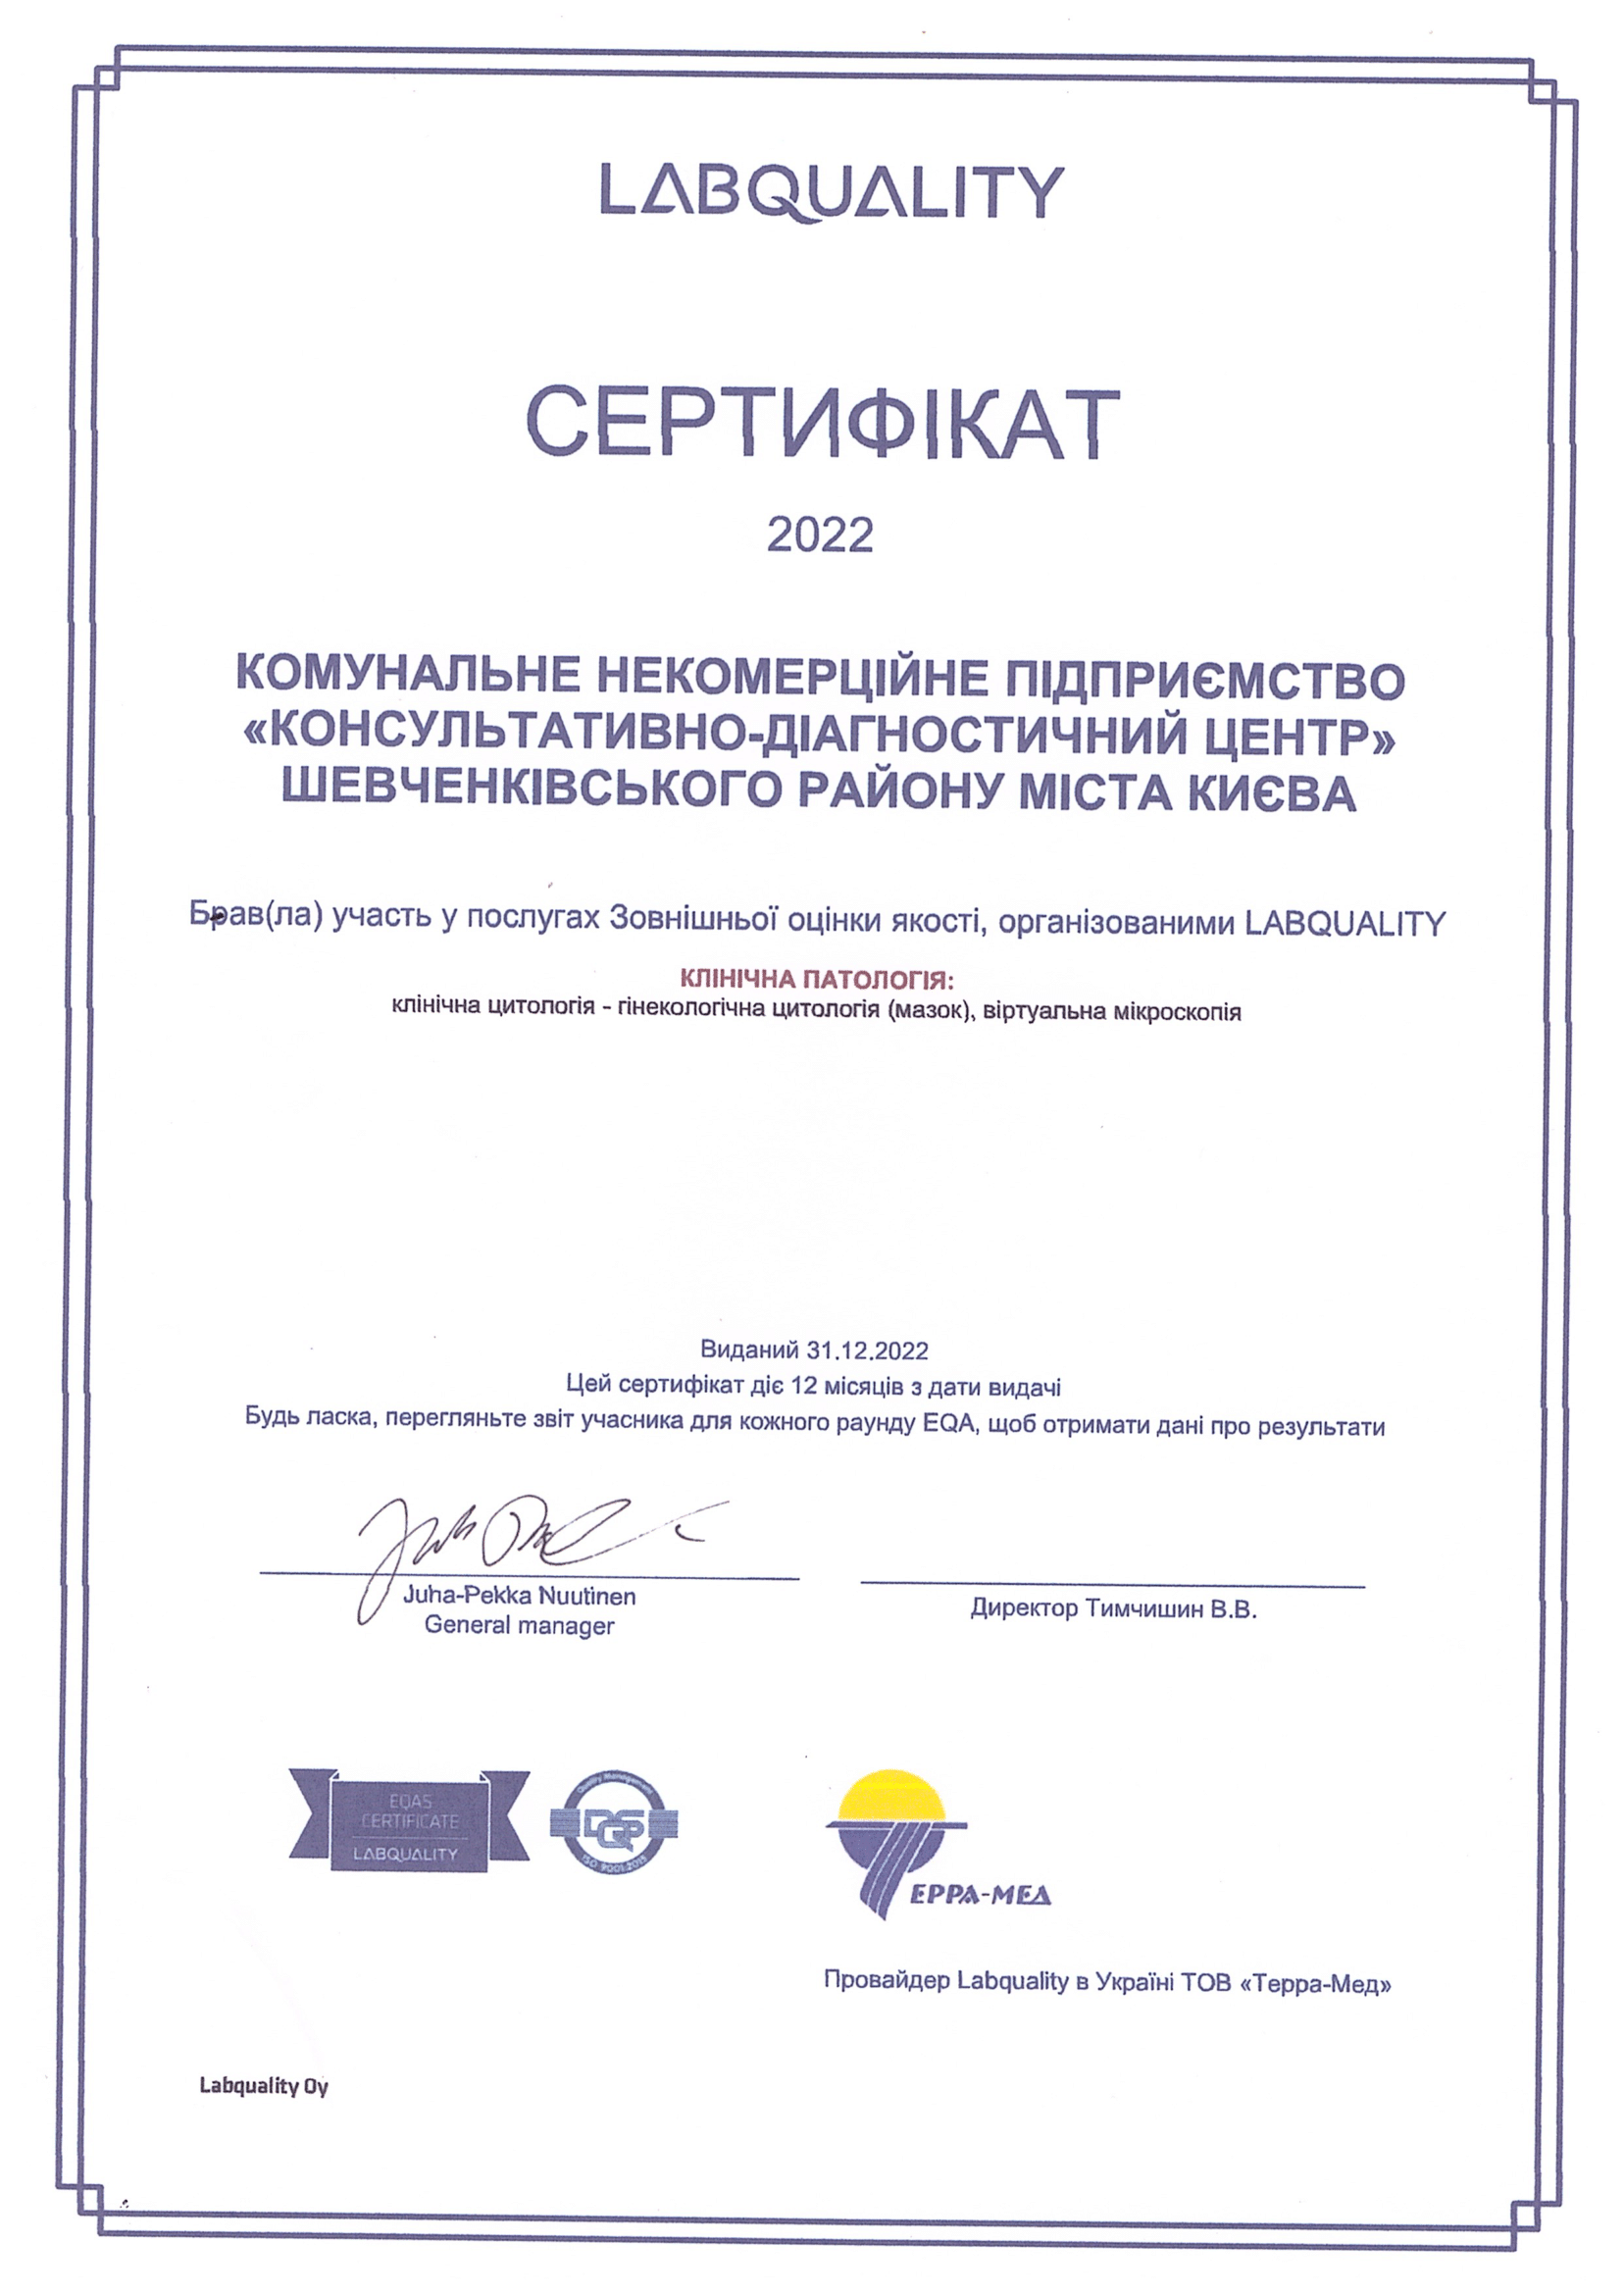 LABQUALITY
СЕРТИФІКАТ
2022
КОМУНАЛЬНЕ НЕКОМЕРЦІЙНЕ ПІДПРИЄМСТВО
«КОНСУЛЬТАТИВНО-ДІАГНОСТИЧНИЙ ЦЕНТР»
ШЕВЧЕНКІВСЬКОГО РАЙОНУ МІСТА КИЄВА
Брав(ла) участь у послугах Зовнішньої оцінки якості, організованими LABQUALITY
КЛІНІЧНА ПАТОЛОГІЯ:
клінічна цитологія - гінекологічна цитологія (мазок), віртуальна мікроскопія
Виданий 31.12.2022
Цей сертифікат діє 12 місяців з дати видачі
Будь ласка, перегляньте звіт учасника для кожного раунду EQA, щоб отримати дані про результати
Juha-Pekka Nuutinen
General manager
Директор Тимчишин В.В.
EQAS
CERTIFICATE
LABQUALITY
Quality Management
DQS
ISO 9001:2015
ЕРРА-МЕД
Провайдер Labquality в Україні ТОВ «Терра-Мед»
Labquality Oy